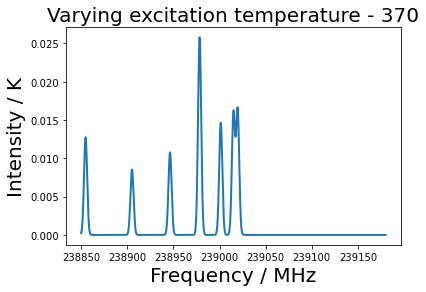 Varying excitation temperature - 370
Intensity / K
0.025
0.020
0.015
0.010
0.005
0.000
238850 238900 238950 239000 239050 239100 239150
Frequency / MHz